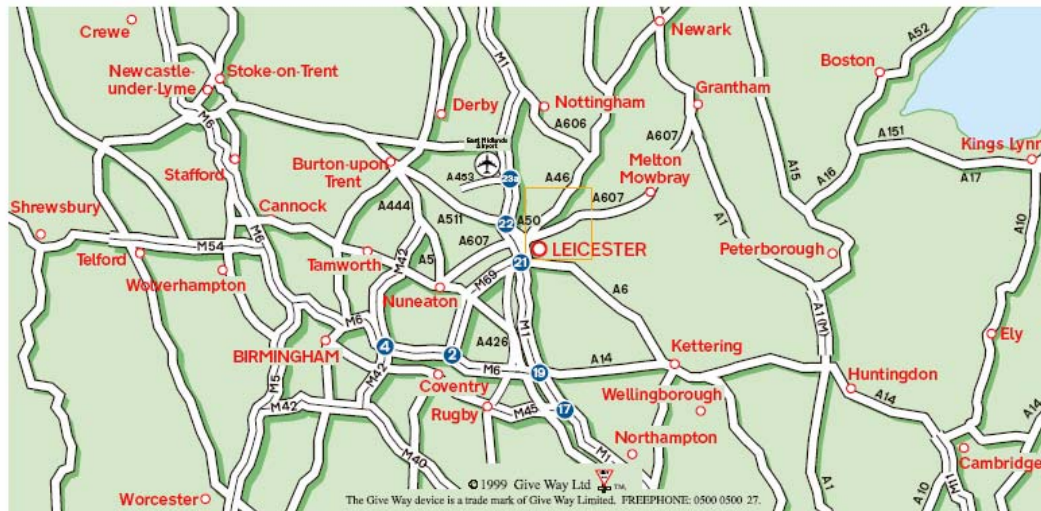 Crewe
Newark
A52
Newcastle-
under-Lyme
Stoke-on-Trent
M1
Boston
Derby
Nottingham
Grantham
M6
A606
A607
A151
Kings Lynn
East Midlands
Airport
Burton-upon
Trent
A453
23a
Melton
Mowbray
A15
A16
A17
Stafford
A46
A607
Shrewsbury
Cannock
A444
A511
22
A50
A1
A10
M6
A607
LEICESTER
Peterborough
M54
Telford
Tamworth
M42
A5
21
Wolverhampton
M69
Nuneaton
A6
A1(M)
M6
M1
A426
Ely
BIRMINGHAM
4
2
Kettering
M5
M42
M6
19
A14
Huntingdon
Coventry
Wellingborough
M42
Rugby
M45
17
A14
A14
Northampton
M40
M1
Cambridge
Worcester
A1
A10
M11
© 1999 Give Way Ltd TM,
The Give Way device is a trade mark of Give Way Limited. FREEPHONE: 0500 0500 27.